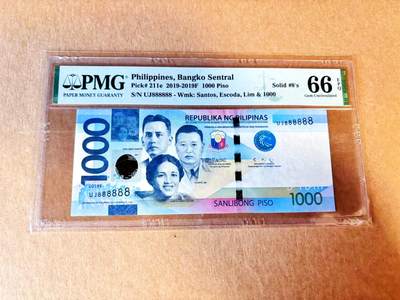 PMG
PAPER MONEY GUARANTY
Philippines, Bangko Sentral
Pick# 211e 2019-2019F 1000 Piso
S/N UJ888888 - Wmk: Santos, Escoda, Lim & 1000
Solid #8's
66 EPQ
Gem Uncirculated
REPUBLIKA NG PILIPINAS
UJ888888
1000
UJ888888
SANLIBONG PISO
1000